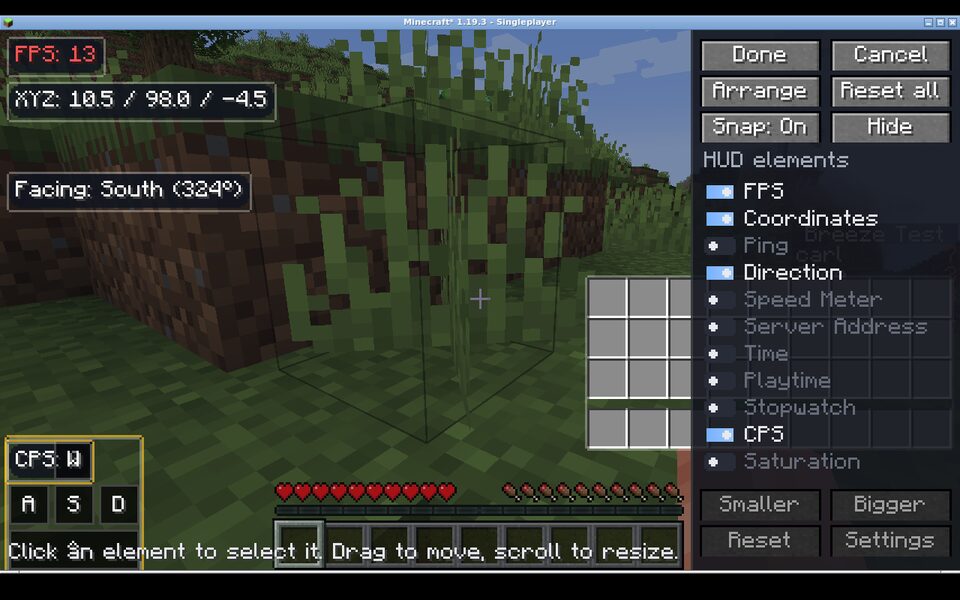 Minecraft* 1.19.3 - Singleplayer
FPS: 13
XYZ: 10.5 / 98.0 / -4.5
Facing: South (324°)
Done
Cancel
Arrange
Reset all
Snap: On
Hide
HUD elements
FPS
Coordinates
Breeze Test
Ping
carl
Direction
Speed Meter
Server Address
Time
Playtime
Stopwatch
CPS
Saturation
CPS: W
A S D
Smaller
Bigger
Reset
Settings
Click an element to select it. Drag to move, scroll to resize.